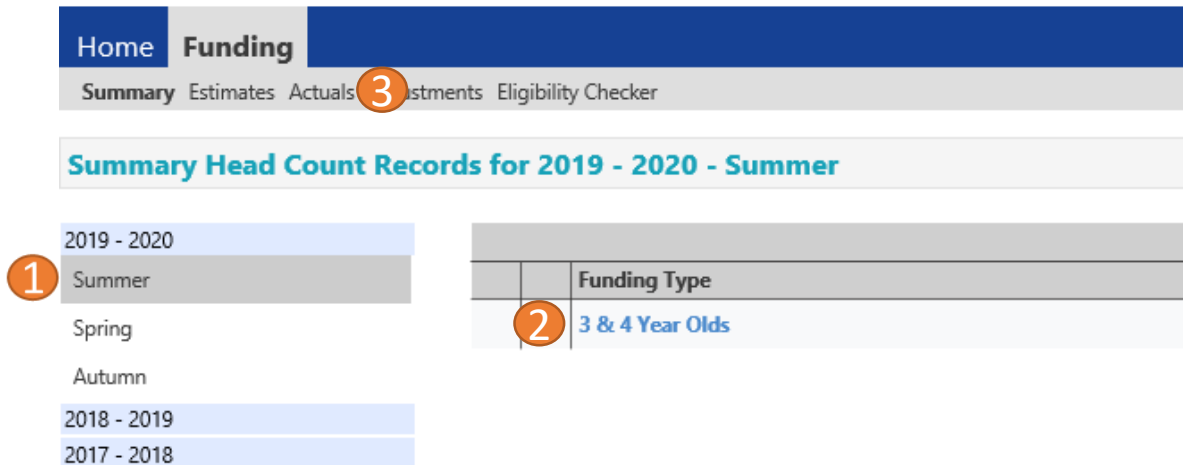 Home Funding
Summary Estimates Actuals 3 stments Eligibility Checker
Summary Head Count Records for 2019 - 2020 - Summer
2019 - 2020
1 Summer
Funding Type
Spring
2 3 & 4 Year Olds
Autumn
2018 - 2019
2017 - 2018